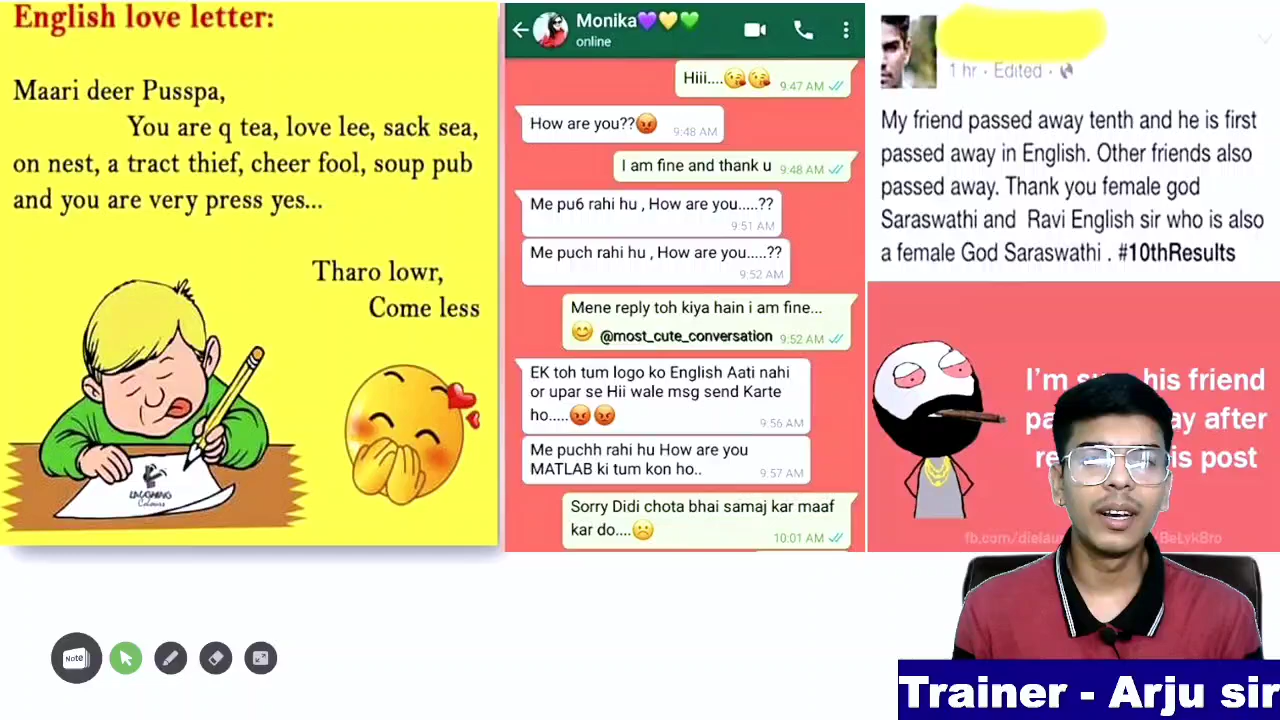 English love letter:
Maari deer Pusspa,
You are q tea, love lee, sack sea,
on nest, a tract thief, cheer fool, soup pub
and you are very press yes...
Tharo lowr,
Come less
LAUGHING
Colours
Monika💜💛💚
online
Hiii....😘😘 9:47 AM
How are you??😡 9:48 AM
I am fine and thank u 9:48 AM
Me pu6 rahi hu , How are you.....??
9:51 AM
Me puch rahi hu , How are you.....??
9:52 AM
Mene reply toh kiya hain i am fine...
😊 @most_cute_conversation 9:52 AM
EK toh tum logo ko English Aati nahi
or upar se Hii wale msg send Karte
ho.....😡😡 9:56 AM
Me puchh rahi hu How are you
MATLAB ki tum kon ho.. 9:57 AM
Sorry Didi chota bhai samaj kar maaf
kar do....☹️ 10:01 AM
1 hr · Edited ·
My friend passed away tenth and he is first
passed away in English. Other friends also
passed away. Thank you female god
Saraswathi and Ravi English sir who is also
a female God Saraswathi . #10thResults
I'm his friend
after
post
BeLykBro
Note
Trainer - Arju sir